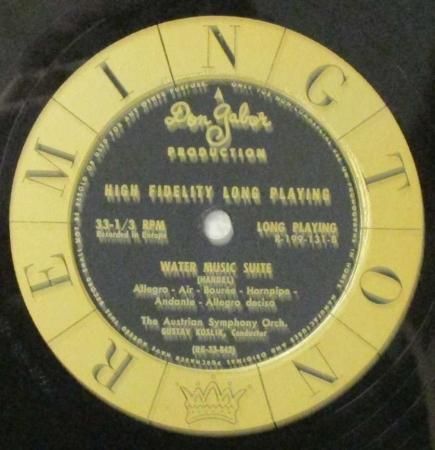 REMINGTON
A
Don Gabor
PRODUCTION
HIGH FIDELITY LONG PLAYING
33-1/3 RPM
Recorded in Europe
LONG PLAYING
R-199-131-B
WATER MUSIC SUITE
(HANDEL)
Allegro - Air - Bourée - Hornpipe -
Andante - Allegro deciso
The Austrian Symphony Orch.
GUSTAV KOSLIK, Conductor